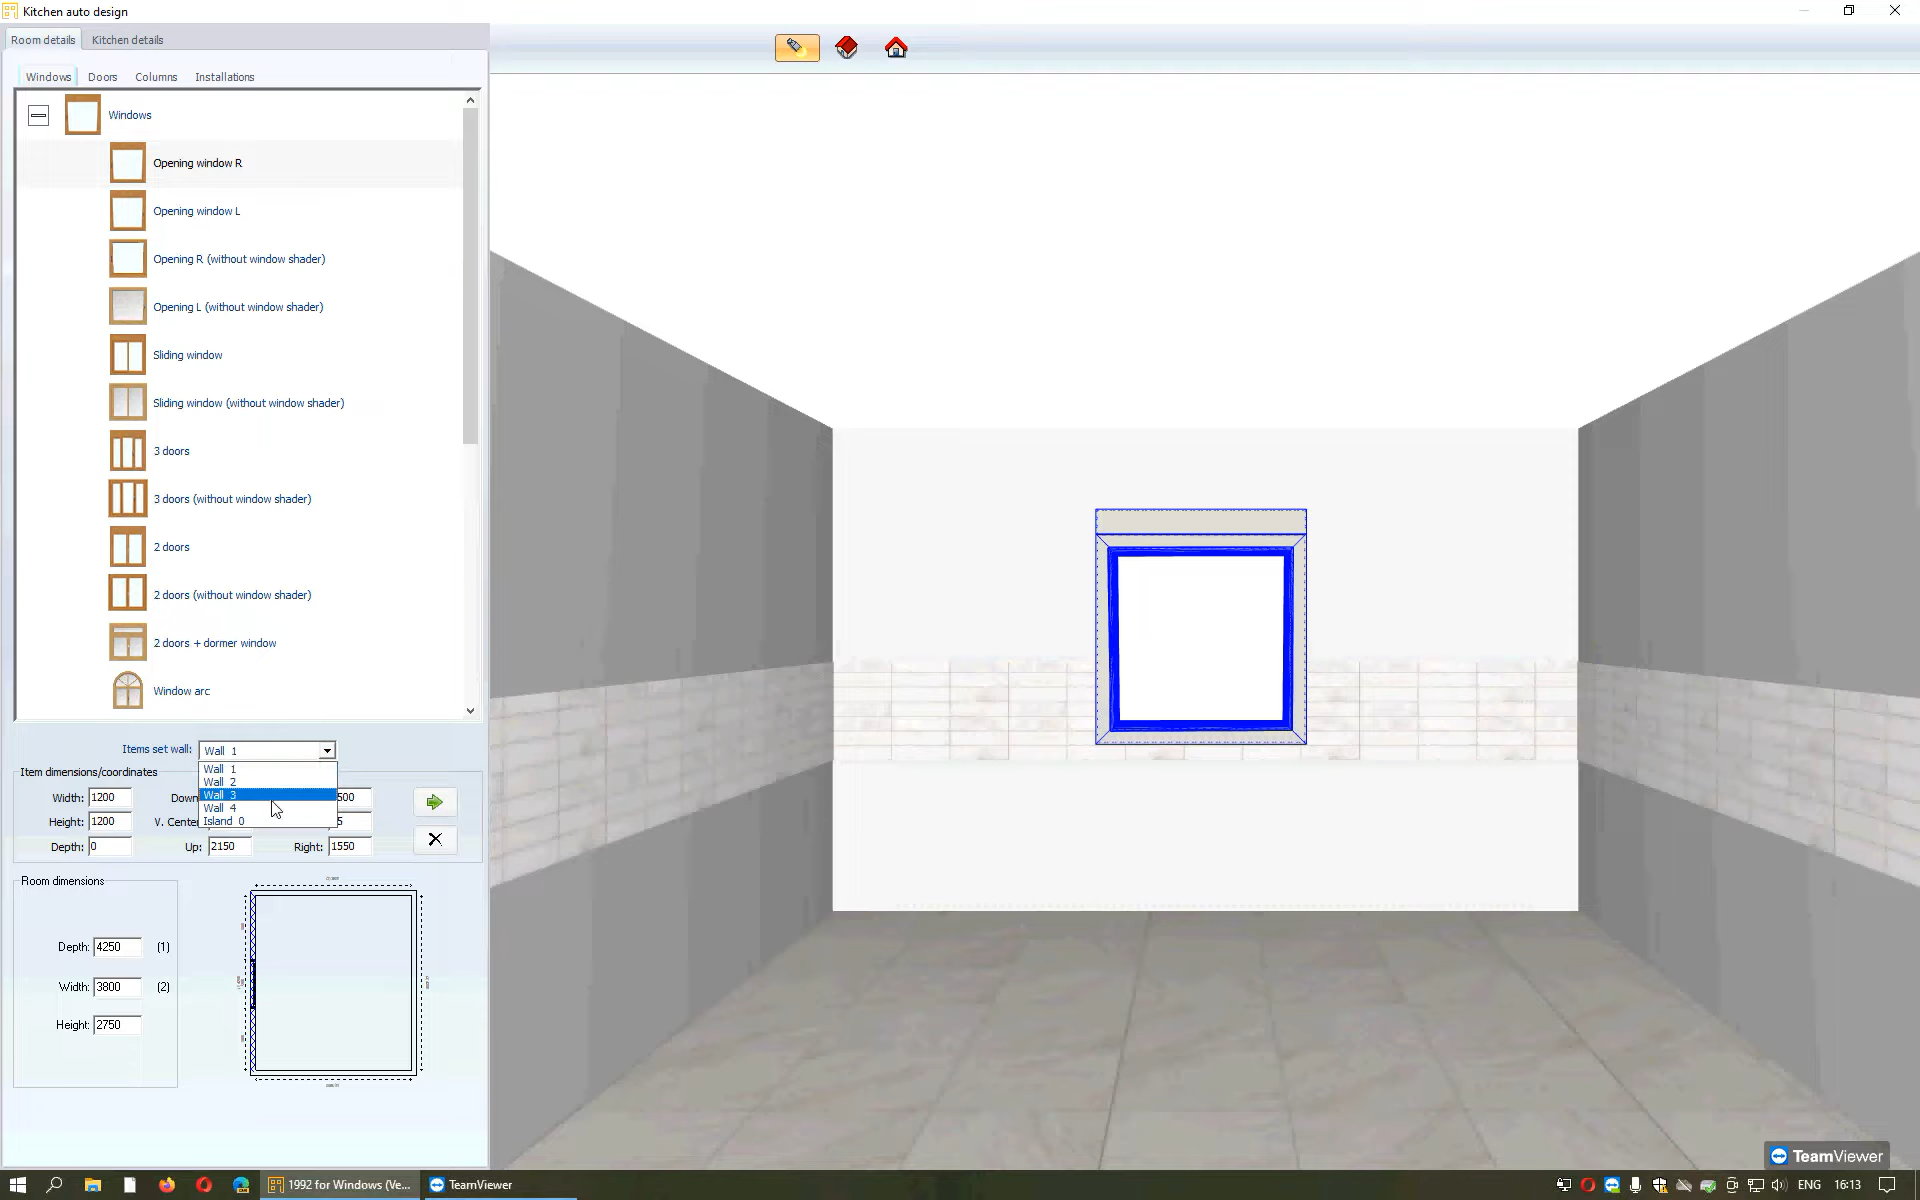 Kitchen auto design
Room details Kitchen details
Windows Doors Columns Installations
Windows
Opening window R
Opening window L
Opening R (without window shader)
Opening L (without window shader)
Sliding window
Sliding window (without window shader)
3 doors
3 doors (without window shader)
2 doors
2 doors (without window shader)
2 doors + dormer window
Window arc
Items set wall: Wall 1
Wall 1
Wall 2
Wall 3
Wall 4
Island 0
Item dimensions/coordinates
Width: 1200 Down 500
Height: 1200 V. Cente 5
Depth: 0 Up: 2150 Right: 1550
Room dimensions
Depth: 4250 (1)
Width: 3800 (2)
Height: 2750
TeamViewer
1992 for Windows (Ve... TeamViewer ENG 16:13